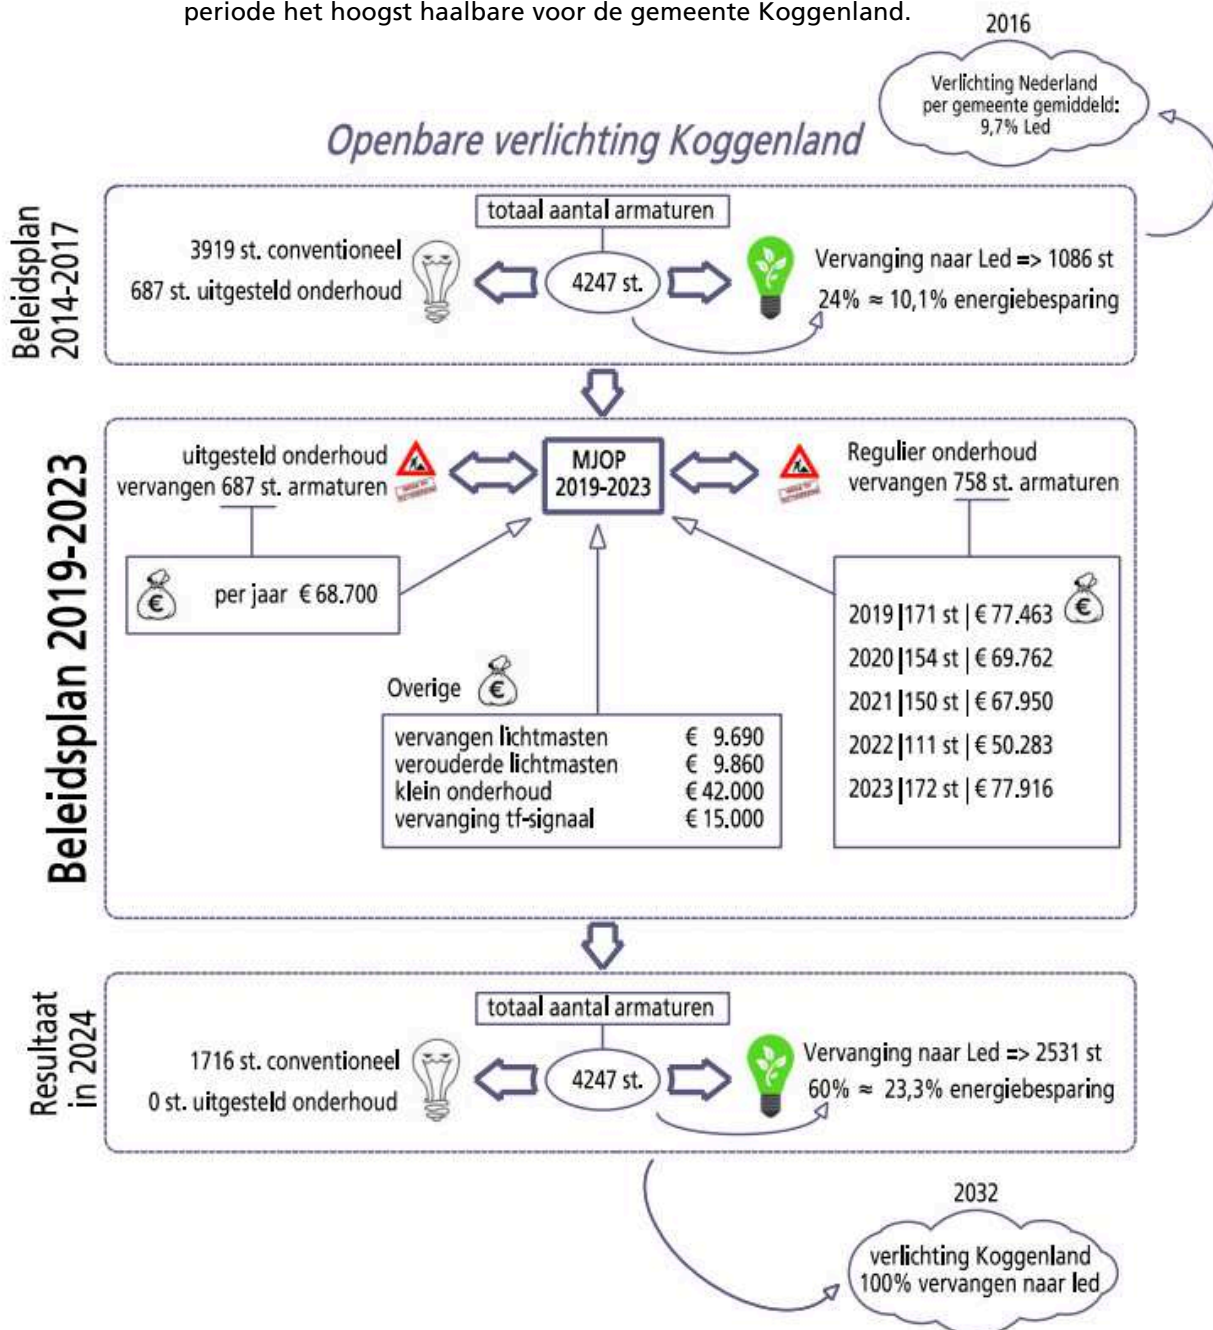 periode het hoogst haalbare voor de gemeente Koggenland.
2016
Verlichting Nederland
per gemeente gemiddeld:
9,7% Led
Openbare verlichting Koggenland
Beleidsplan
2014-2017
totaal aantal armaturen
3919 st. conventioneel
687 st. uitgesteld onderhoud
4247 st.
Vervanging naar Led => 1086 st
24% ≈ 10,1% energiebesparing
Beleidsplan 2019-2023
uitgesteld onderhoud
vervangen 687 st. armaturen
MJOP
2019-2023
Regulier onderhoud
vervangen 758 st. armaturen
€
per jaar € 68.700
€
2019 | 171 st | € 77.463
2020 | 154 st | € 69.762
2021 | 150 st | € 67.950
2022 | 111 st | € 50.283
2023 | 172 st | € 77.916
Overige
€
vervangen lichtmasten € 9.690
verouderde lichtmasten € 9.860
klein onderhoud € 42.000
vervanging tf-signaal € 15.000
Resultaat
in 2024
totaal aantal armaturen
1716 st. conventioneel
0 st. uitgesteld onderhoud
4247 st.
Vervanging naar Led => 2531 st
60% ≈ 23,3% energiebesparing
2032
verlichting Koggenland
100% vervangen naar led